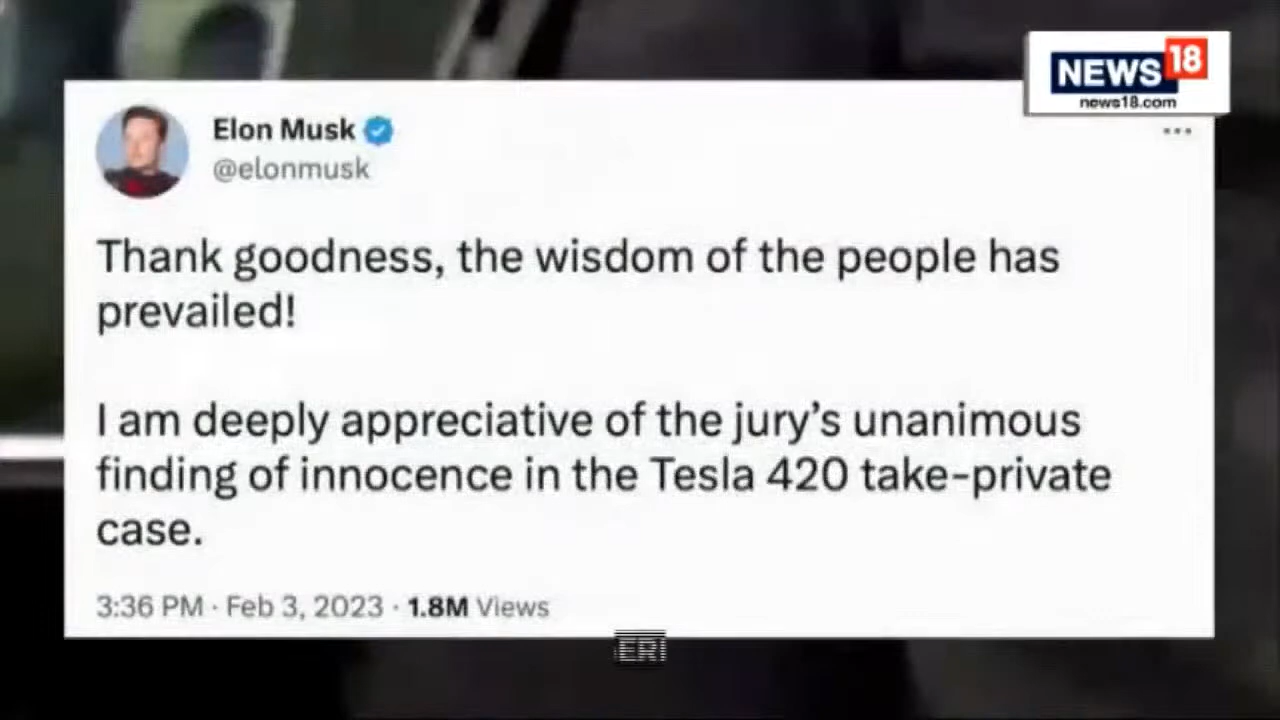 NEWS 18
news18.com
Elon Musk
@elonmusk
Thank goodness, the wisdom of the people has
prevailed!
I am deeply appreciative of the jury's unanimous
finding of innocence in the Tesla 420 take-private
case.
3:36 PM · Feb 3, 2023 · 1.8M Views